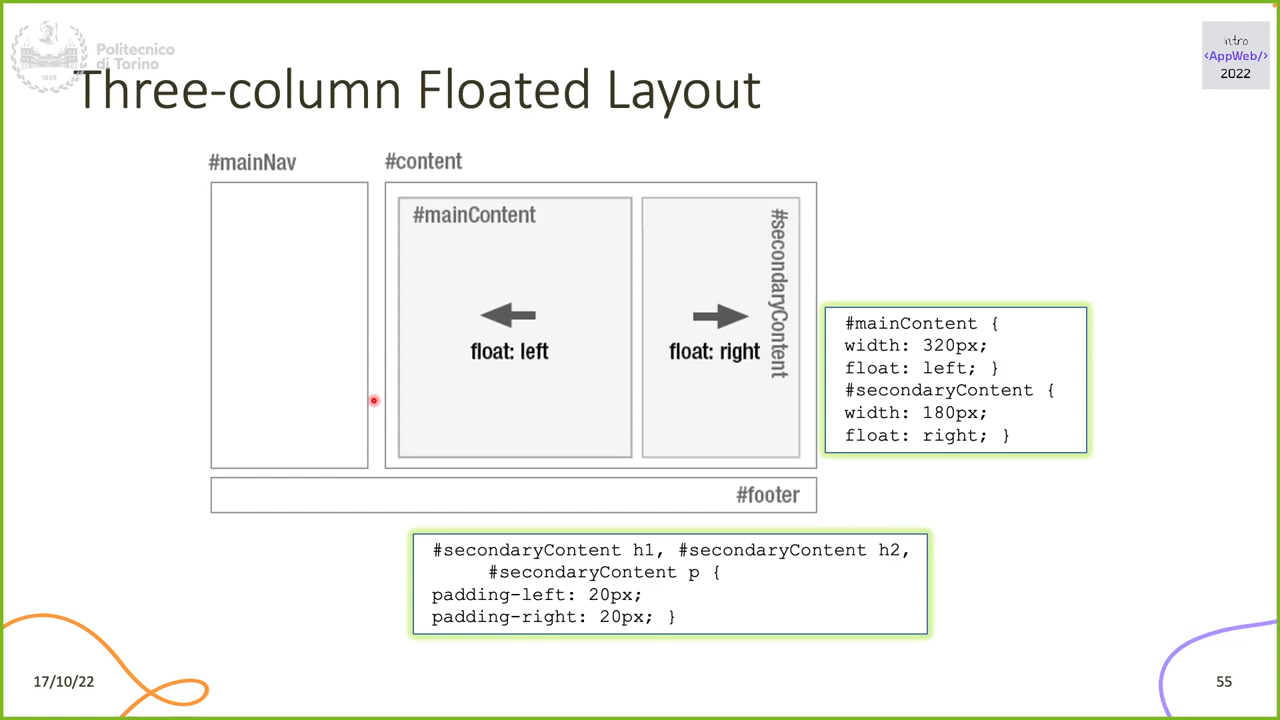 Politecnico
di Torino
1859
intro
<AppWeb/>
2022
Three-column Floated Layout
#mainNav
#content
#mainContent
#secondaryContent
float: left
float: right
#footer
#mainContent {
width: 320px;
float: left; }
#secondaryContent {
width: 180px;
float: right; }
#secondaryContent h1, #secondaryContent h2,
#secondaryContent p {
padding-left: 20px;
padding-right: 20px; }
17/10/22
55